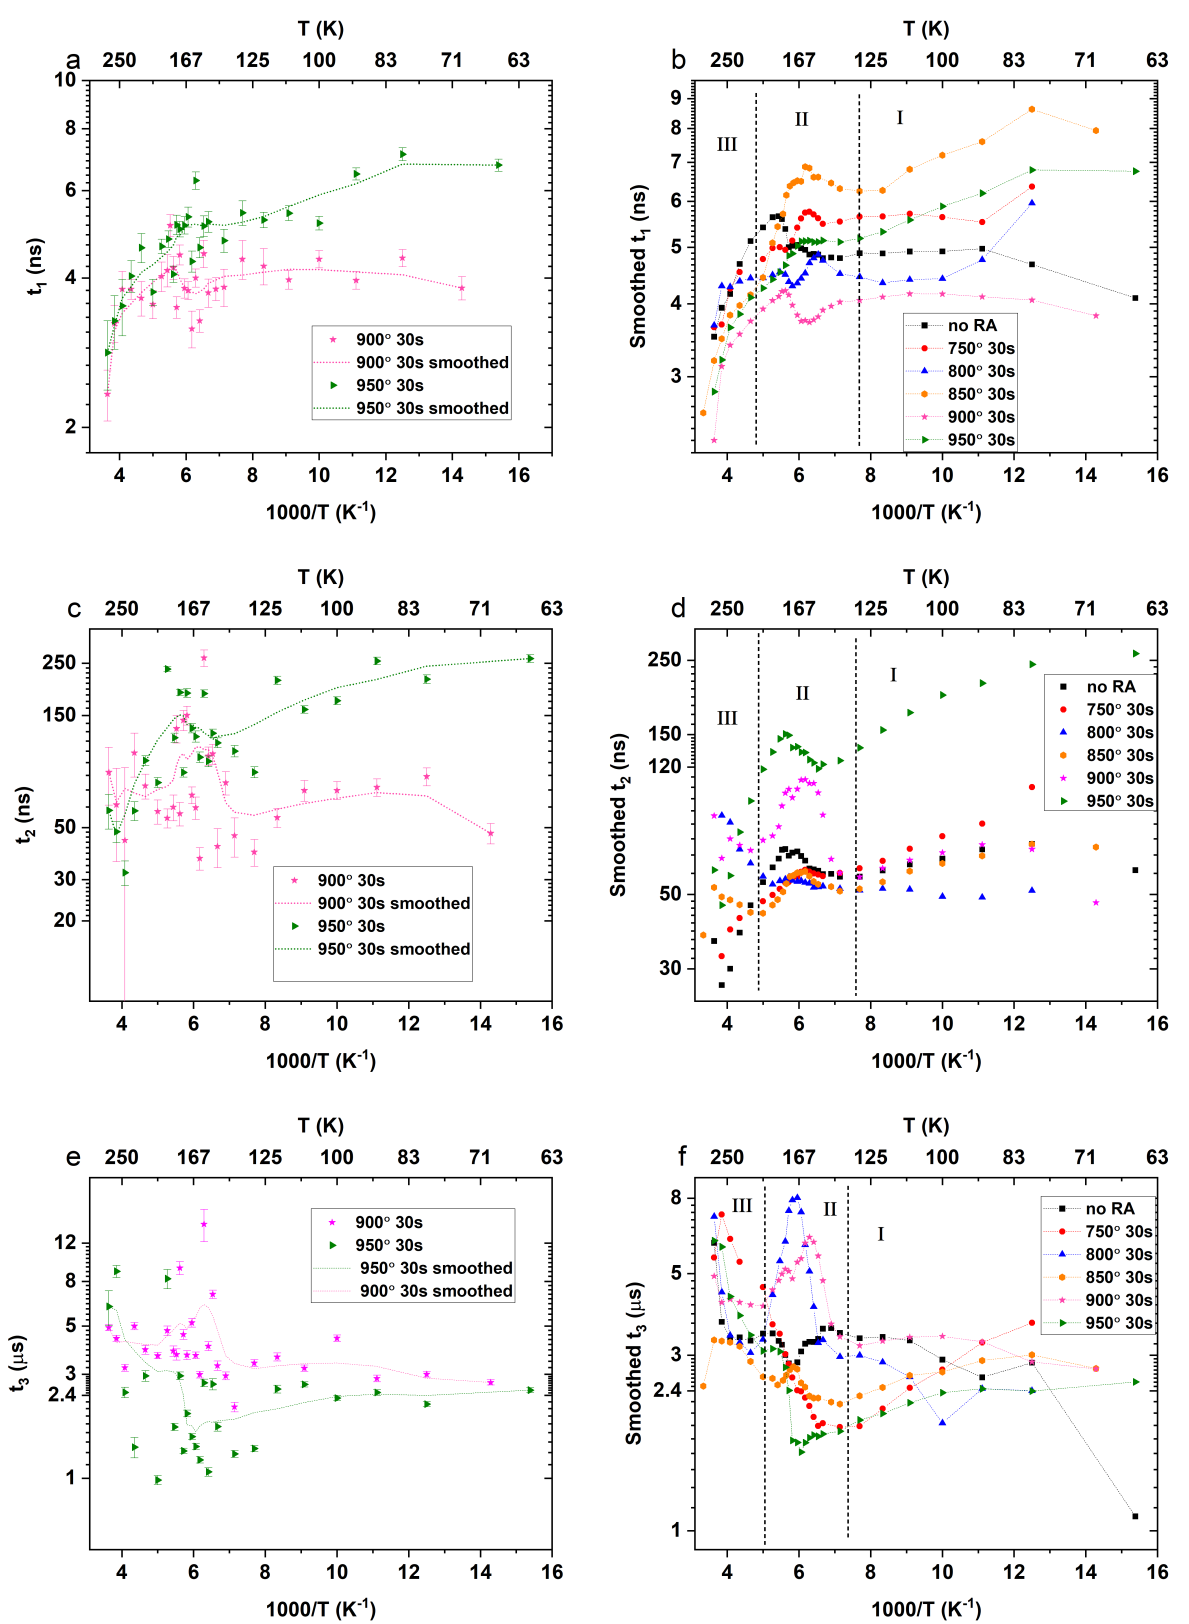 T (K)
T (K)
250 167 125 100 83 71 63
250 167 125 100 83 71 63
a
b
10
8
6
4
2
t1 (ns)
9
8
7
6
5
4
3
Smoothed t1 (ns)
III
II
I
900° 30s
900° 30s smoothed
950° 30s
950° 30s smoothed
no RA
750° 30s
800° 30s
850° 30s
900° 30s
950° 30s
4 6 8 10 12 14 16
4 6 8 10 12 14 16
1000/T (K-1)
1000/T (K-1)
T (K)
T (K)
250 167 125 100 83 71 63
250 167 125 100 83 71 63
c
d
250
150
50
30
20
t2 (ns)
250
150
120
50
30
Smoothed t2 (ns)
III
II
I
900° 30s
900° 30s smoothed
950° 30s
950° 30s smoothed
no RA
750° 30s
800° 30s
850° 30s
900° 30s
950° 30s
4 6 8 10 12 14 16
4 6 8 10 12 14 16
1000/T (K-1)
1000/T (K-1)
T (K)
T (K)
250 167 125 100 83 71 63
250 167 125 100 83 71 63
e
f
12
8
5
3
2.4
1
t3 (μs)
8
5
3
2.4
1
Smoothed t3 (μs)
III
II
I
900° 30s
950° 30s
950° 30s smoothed
900° 30s smoothed
no RA
750° 30s
800° 30s
850° 30s
900° 30s
950° 30s
4 6 8 10 12 14 16
4 6 8 10 12 14 16
1000/T (K-1)
1000/T (K-1)